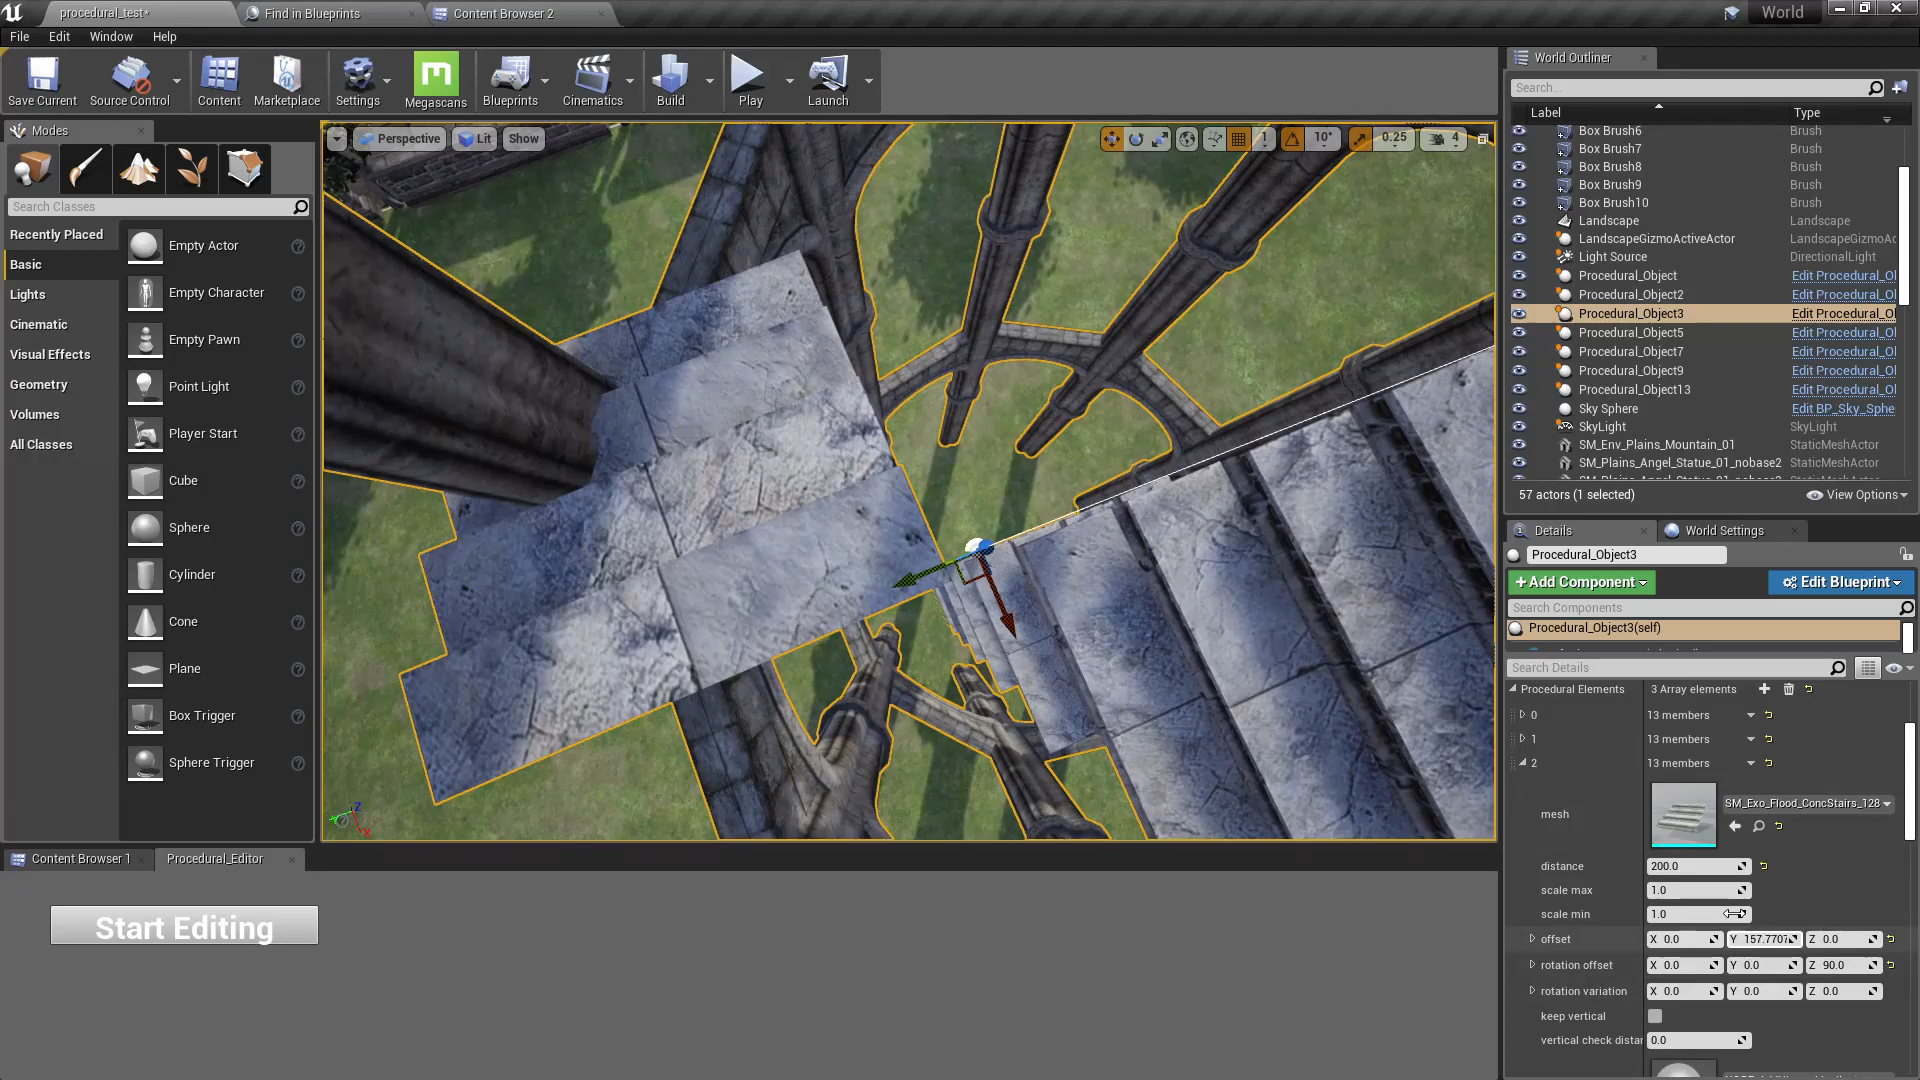 procedural_test*
Find in Blueprints
Content Browser 2
World
File Edit Window Help
Save Current
Source Control
Content
Marketplace
Settings
Megascans
Blueprints
Cinematics
Build
Play
Launch
Modes
Search Classes
Recently Placed
Basic
Lights
Cinematic
Visual Effects
Geometry
Volumes
All Classes
Empty Actor
Empty Character
Empty Pawn
Point Light
Player Start
Cube
Sphere
Cylinder
Cone
Plane
Box Trigger
Sphere Trigger
Perspective
Lit
Show
1
10°
0.25
4
Z
X
World Outliner
Search...
Label Type
Box Brush6 Brush
Box Brush7 Brush
Box Brush8 Brush
Box Brush9 Brush
Box Brush10 Brush
Landscape Landscape
LandscapeGizmoActiveActor LandscapeGizmoAc
Light Source DirectionalLight
Procedural_Object Edit Procedural_Ol
Procedural_Object2 Edit Procedural_Ol
Procedural_Object3 Edit Procedural_Ol
Procedural_Object5 Edit Procedural_Ol
Procedural_Object7 Edit Procedural_Ol
Procedural_Object9 Edit Procedural_Ol
Procedural_Object13 Edit Procedural_Ol
Sky Sphere Edit BP_Sky_Sphe
SkyLight SkyLight
SM_Env_Plains_Mountain_01 StaticMeshActor
SM_Plains_Angel_Statue_01_nobase2 StaticMeshActor
57 actors (1 selected)
View Options
Details
World Settings
Procedural_Object3
+Add Component
Edit Blueprint
Search Components
Procedural_Object3(self)
Search Details
Procedural Elements 3 Array elements
0 13 members
1 13 members
2 13 members
mesh SM_Exo_Flood_ConcStairs_128
distance 200.0
scale max 1.0
scale min 1.0
offset X 0.0 Y 157.7707 Z 0.0
rotation offset X 0.0 Y 0.0 Z 90.0
rotation variation X 0.0 Y 0.0 Z 0.0
keep vertical
vertical check distar 0.0
Content Browser 1
Procedural_Editor
Start Editing